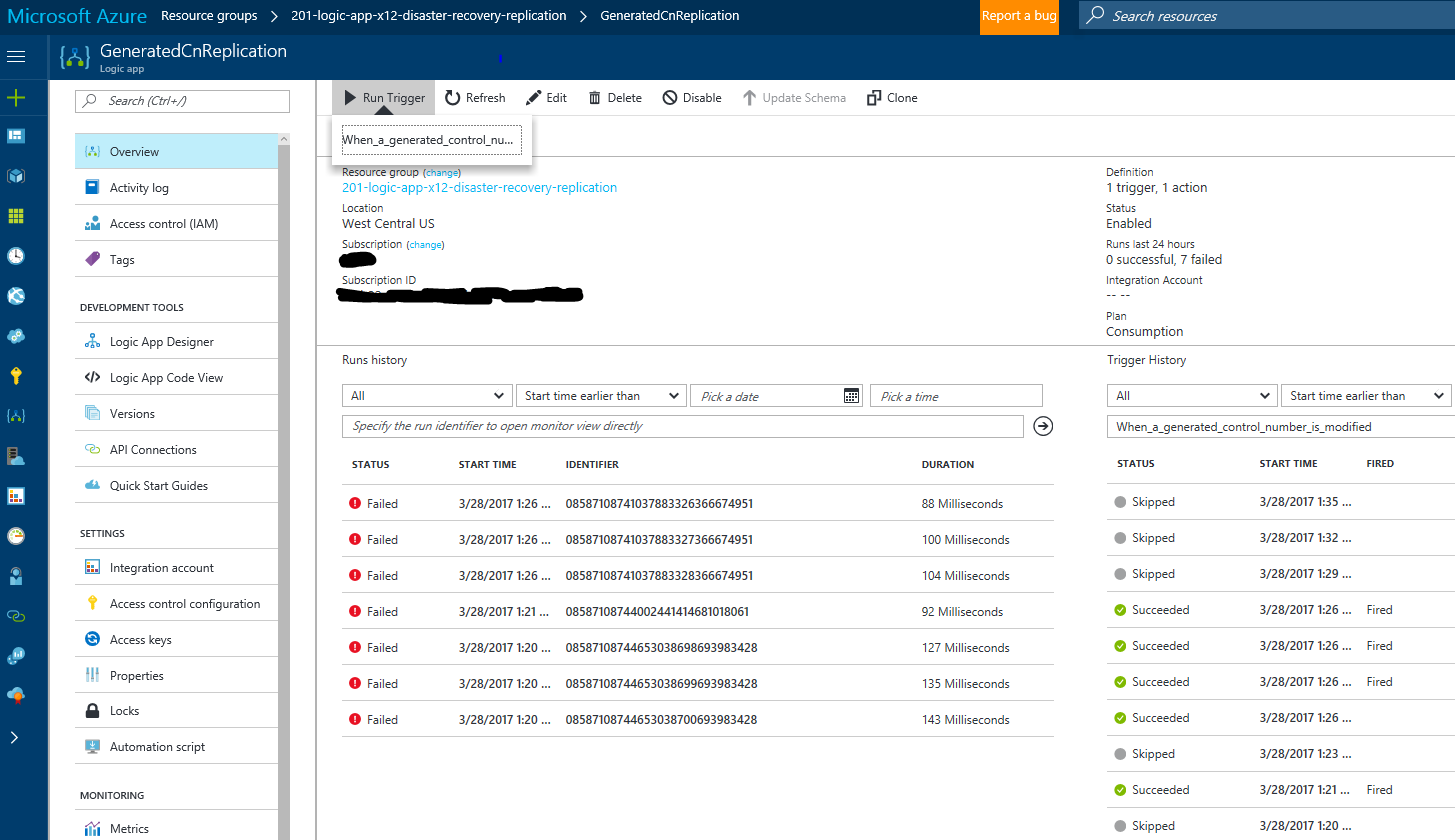 Microsoft Azure Resource groups > 201-logic-app-x12-disaster-recovery-replication > GeneratedCnReplication Report a bug Search resources
GeneratedCnReplication
Logic app
Search (Ctrl+/)
Overview
Activity log
Access control (IAM)
Tags
DEVELOPMENT TOOLS
Logic App Designer
Logic App Code View
Versions
API Connections
Quick Start Guides
SETTINGS
Integration account
Access control configuration
Access keys
Properties
Locks
Automation script
MONITORING
Metrics
Run Trigger Refresh Edit Delete Disable Update Schema Clone
When_a_generated_control_nu...
Resource group (change)
201-logic-app-x12-disaster-recovery-replication
Location
West Central US
Subscription (change)
Subscription ID
Definition
1 trigger, 1 action
Status
Enabled
Runs last 24 hours
0 successful, 7 failed
Integration Account
-- --
Plan
Consumption
Runs history
All Start time earlier than Pick a date Pick a time
Specify the run identifier to open monitor view directly
STATUS START TIME IDENTIFIER DURATION
Failed 3/28/2017 1:26 ... 08587108741037883326366674951 88 Milliseconds
Failed 3/28/2017 1:26 ... 08587108741037883327366674951 100 Milliseconds
Failed 3/28/2017 1:26 ... 08587108741037883328366674951 104 Milliseconds
Failed 3/28/2017 1:21 ... 08587108744002441414681018061 92 Milliseconds
Failed 3/28/2017 1:20 ... 08587108744653038698693983428 127 Milliseconds
Failed 3/28/2017 1:20 ... 08587108744653038699693983428 135 Milliseconds
Failed 3/28/2017 1:20 ... 08587108744653038700693983428 143 Milliseconds
Trigger History
All Start time earlier than
When_a_generated_control_number_is_modified
STATUS START TIME FIRED
Skipped 3/28/2017 1:35 ...
Skipped 3/28/2017 1:32 ...
Skipped 3/28/2017 1:29 ...
Succeeded 3/28/2017 1:26 ... Fired
Succeeded 3/28/2017 1:26 ... Fired
Succeeded 3/28/2017 1:26 ... Fired
Succeeded 3/28/2017 1:26 ...
Skipped 3/28/2017 1:23 ...
Succeeded 3/28/2017 1:21 ... Fired
Skipped 3/28/2017 1:20 ...